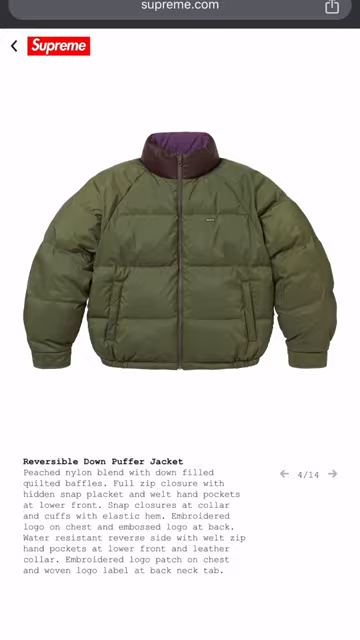 supreme.com
Supreme
Reversible Down Puffer Jacket
Peached nylon blend with down filled
quilted baffles. Full zip closure with
hidden snap placket and welt hand pockets
at lower front. Snap closures at collar
and cuffs with elastic hem. Embroidered
logo on chest and embossed logo at back.
Water resistant reverse side with welt zip
hand pockets at lower front and leather
collar. Embroidered logo patch on chest
and woven logo label at back neck tab.
4/14